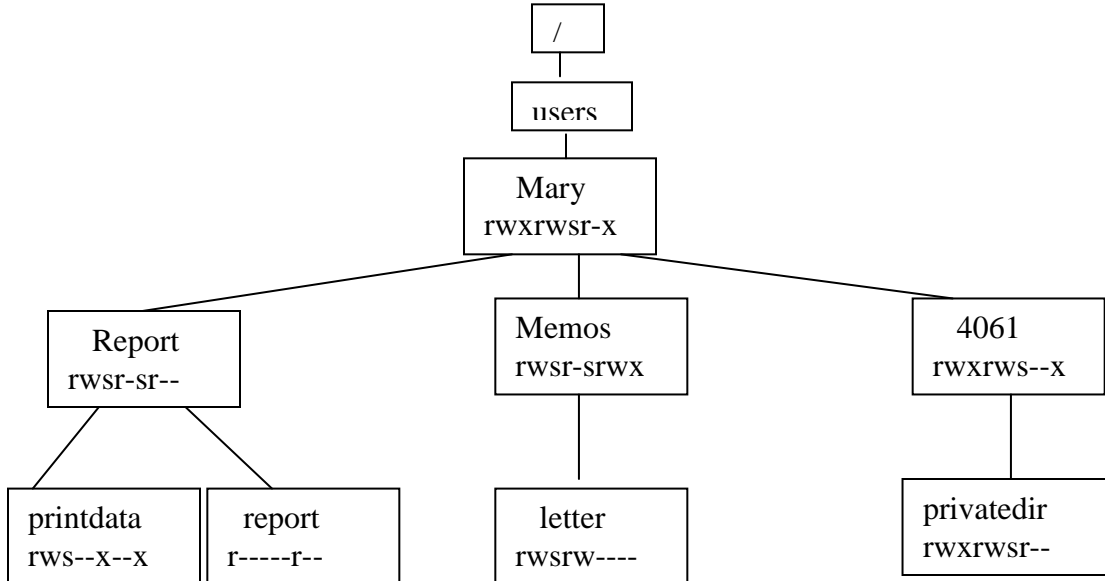 /
users
Mary
rwxrwsr-x
Report
rwsr-sr--
Memos
rwsr-srwx
4061
rwxrws--x
printdata
rws--x--x
report
r-----r--
letter
rwsrw----
privatedir
rwxrwsr--